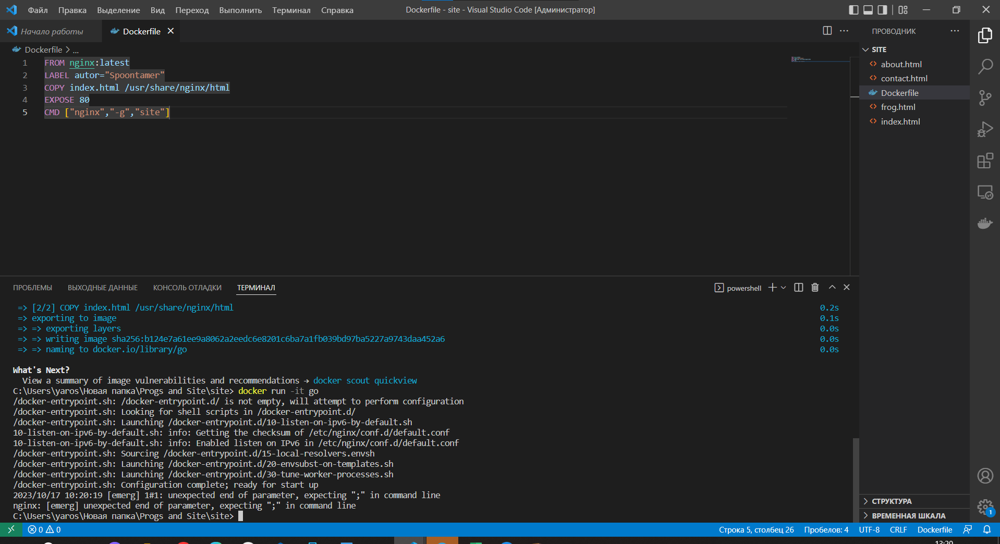 Файл Правка Выделение Вид Переход Выполнить Терминал Справка
Dockerfile - site - Visual Studio Code [Администратор]
Начало работы
Dockerfile
Dockerfile > ...
1 FROM nginx:latest
2 LABEL autor="Spoontamer"
3 COPY index.html /usr/share/nginx/html
4 EXPOSE 80
5 CMD ["nginx","-g","site"]
ПРОВОДНИК
SITE
about.html
contact.html
Dockerfile
frog.html
index.html
ПРОБЛЕМЫ ВЫХОДНЫЕ ДАННЫЕ КОНСОЛЬ ОТЛАДКИ ТЕРМИНАЛ
powershell
=> [2/2] COPY index.html /usr/share/nginx/html 0.2s
=> exporting to image 0.1s
=> => exporting layers 0.0s
=> => writing image sha256:b124e7a61ee9a8062a2eedc6e8201c6ba7a1fb039bd97ba5227a9743daa452a6 0.0s
=> => naming to docker.io/library/go 0.0s
What's Next?
View a summary of image vulnerabilities and recommendations → docker scout quickview
C:\Users\yaros\Новая папка\Progs and Site\site> docker run -it go
/docker-entrypoint.sh: /docker-entrypoint.d/ is not empty, will attempt to perform configuration
/docker-entrypoint.sh: Looking for shell scripts in /docker-entrypoint.d/
/docker-entrypoint.sh: Launching /docker-entrypoint.d/10-listen-on-ipv6-by-default.sh
10-listen-on-ipv6-by-default.sh: info: Getting the checksum of /etc/nginx/conf.d/default.conf
10-listen-on-ipv6-by-default.sh: info: Enabled listen on IPv6 in /etc/nginx/conf.d/default.conf
/docker-entrypoint.sh: Sourcing /docker-entrypoint.d/15-local-resolvers.envsh
/docker-entrypoint.sh: Launching /docker-entrypoint.d/20-envsubst-on-templates.sh
/docker-entrypoint.sh: Launching /docker-entrypoint.d/30-tune-worker-processes.sh
/docker-entrypoint.sh: Configuration complete; ready for start up
2023/10/17 10:20:19 [emerg] 1#1: unexpected end of parameter, expecting ";" in command line
nginx: [emerg] unexpected end of parameter, expecting ";" in command line
C:\Users\yaros\Новая папка\Progs and Site\site>
СТРУКТУРА
ВРЕМЕННАЯ ШКАЛА
1
0 0
Строка 5, столбец 26 Пробелов: 4 UTF-8 CRLF Dockerfile
13:20